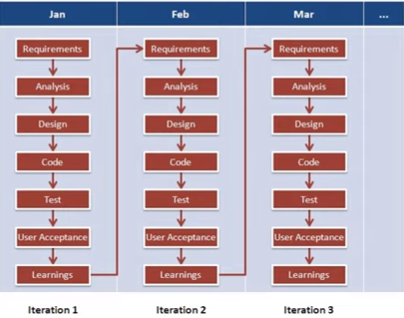 Jan Feb Mar ...
Requirements Requirements Requirements
Analysis Analysis Analysis
Design Design Design
Code Code Code
Test Test Test
User Acceptance User Acceptance User Acceptance
Learnings Learnings Learnings
Iteration 1 Iteration 2 Iteration 3